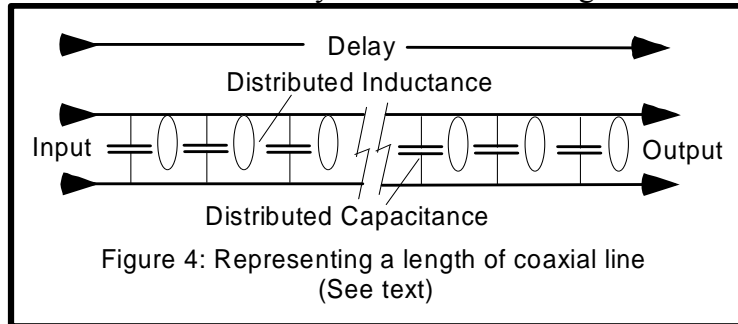 Delay
Distributed Inductance
Input
Output
Distributed Capacitance
Figure 4: Representing a length of coaxial line
(See text)